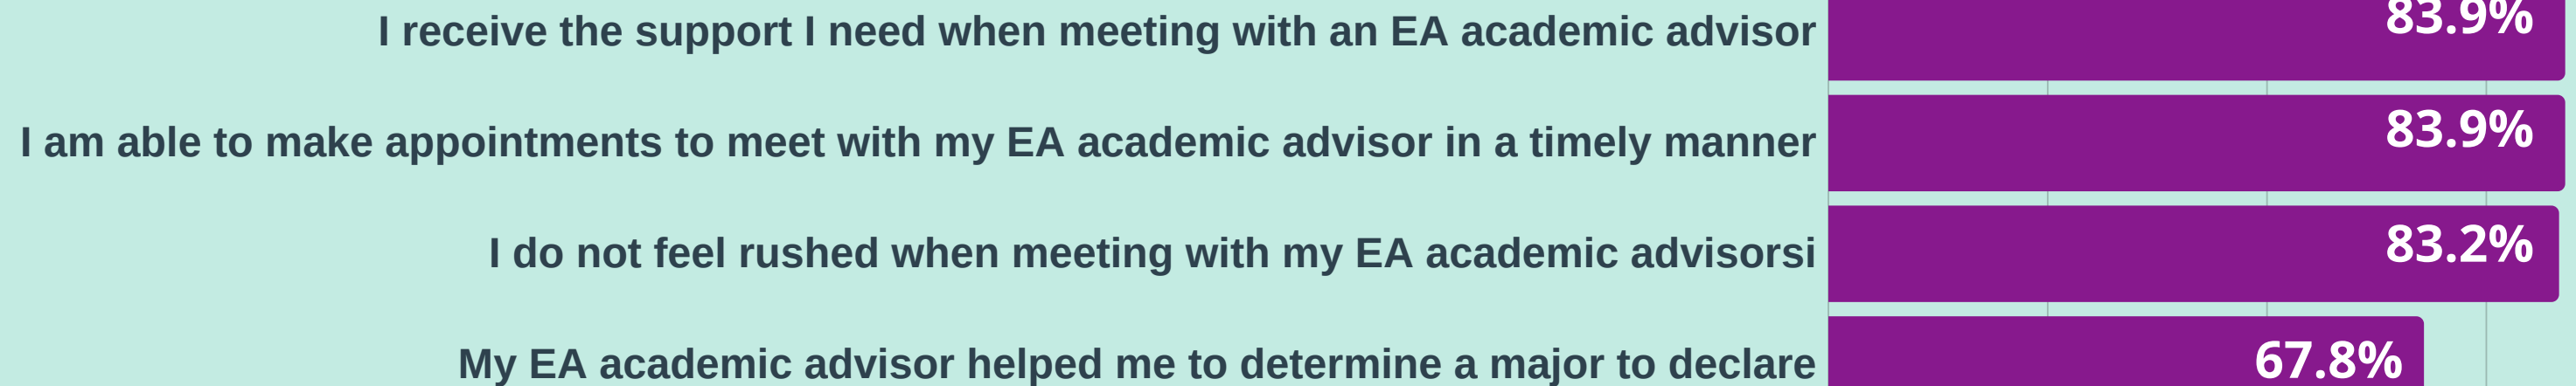 I receive the support I need when meeting with an EA academic advisor 83.9%
I am able to make appointments to meet with my EA academic advisor in a timely manner 83.9%
I do not feel rushed when meeting with my EA academic advisorsi 83.2%
My EA academic advisor helped me to determine a major to declare 67.8%